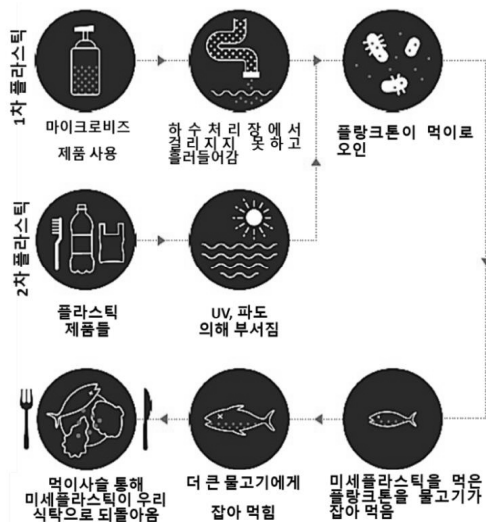 1차 플라스틱
마이크로비즈
제품 사용
하수처리장에서
걸리지지 못하고
흘러들어감
플랑크톤이 먹이로
오인
2차 플라스틱
플라스틱
제품들
UV, 파도
의해 부서짐
먹이사슬 통해
미세플라스틱이 우리
식탁으로 되돌아옴
더 큰 물고기에게
잡아 먹힘
미세플라스틱을 먹은
플랑크톤을 물고기가
잡아 먹음